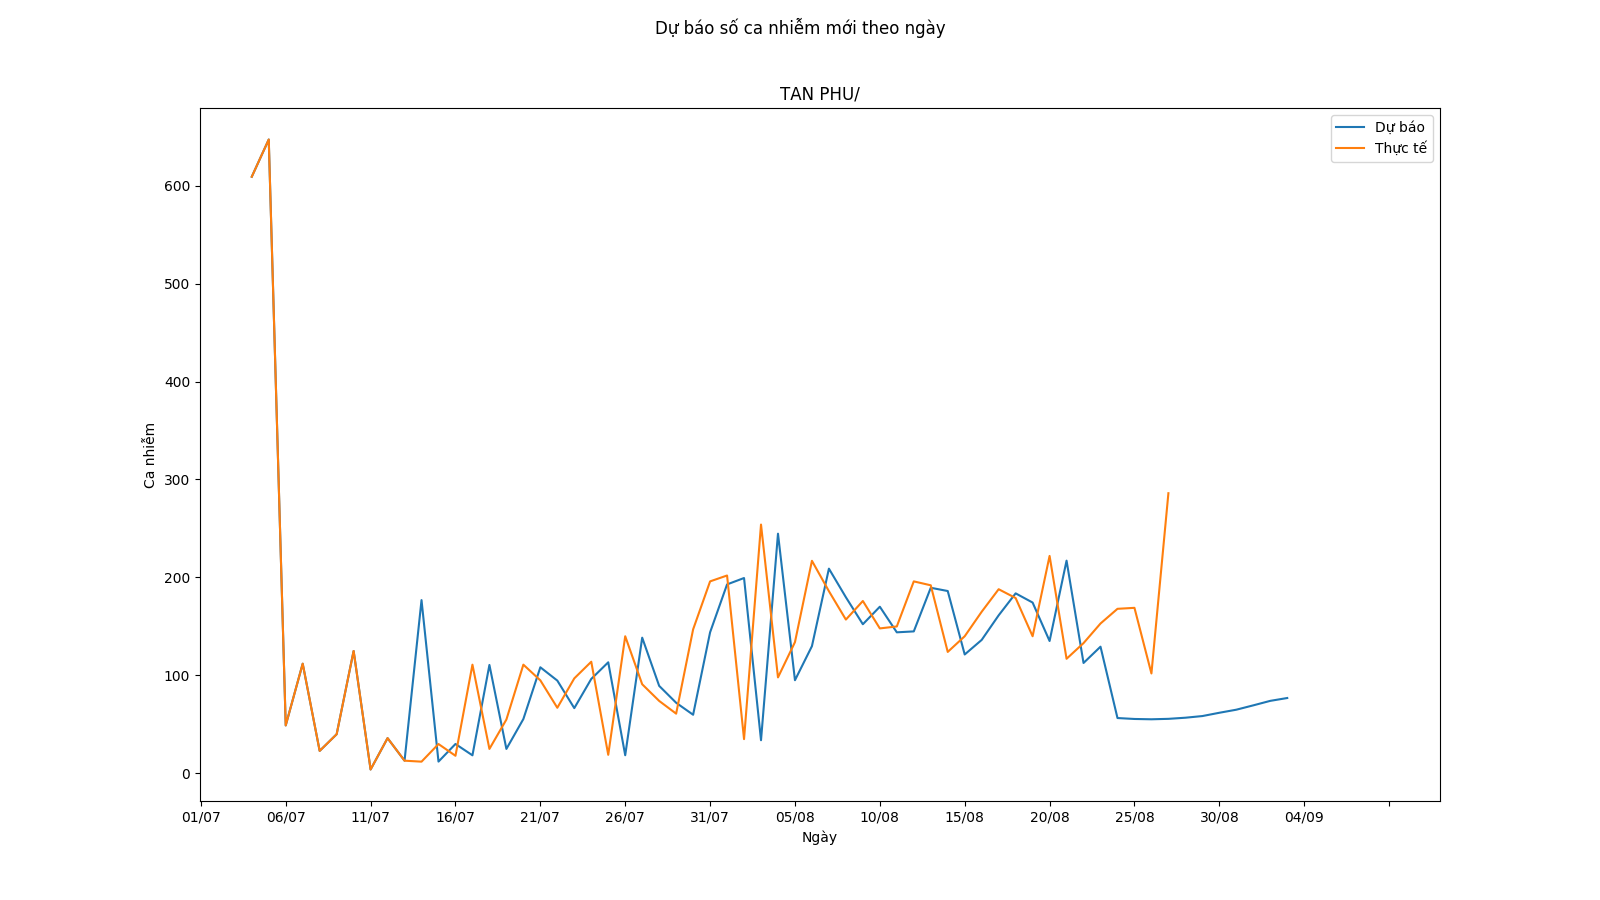 Dự báo số ca nhiễm mới theo ngày
TAN PHU/
Dự báo
Thực tế
600
500
400
300
200
100
0
Ca nhiễm
01/07 06/07 11/07 16/07 21/07 26/07 31/07 05/08 10/08 15/08 20/08 25/08 30/08 04/09
Ngày